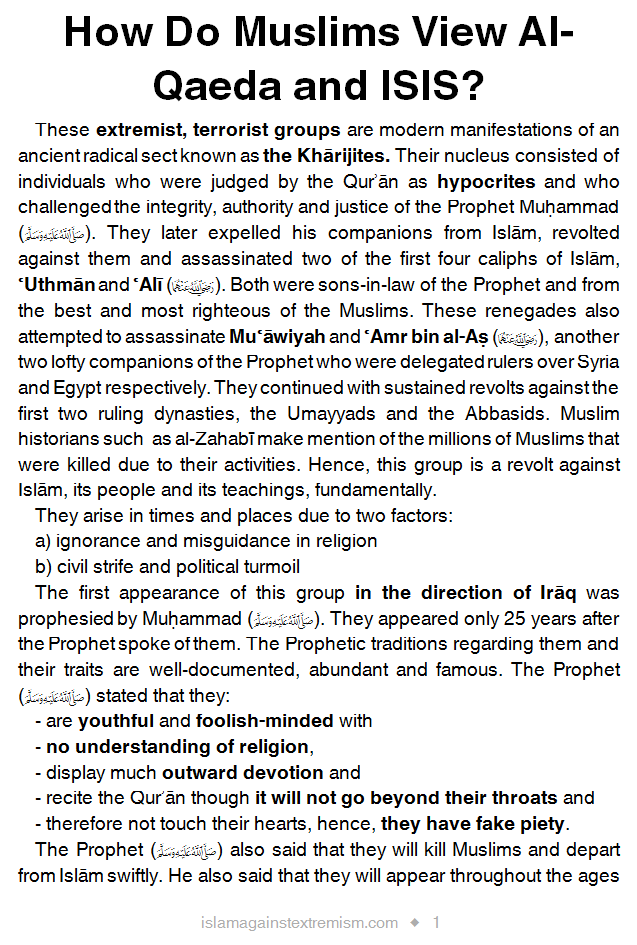 How Do Muslims View Al-
Qaeda and ISIS?
These extremist, terrorist groups are modern manifestations of an
ancient radical sect known as the Khārijites. Their nucleus consisted of
individuals who were judged by the Qurʾān as hypocrites and who
challenged the integrity, authority and justice of the Prophet Muḥammad
(ﷺ). They later expelled his companions from Islām, revolted
against them and assassinated two of the first four caliphs of Islām,
ʿUthmān and ʿAlī (رضي الله عنهما). Both were sons-in-law of the Prophet and from
the best and most righteous of the Muslims. These renegades also
attempted to assassinate Muʿāwiyah and ʿAmr bin al-Aṣ (رضي الله عنهما), another
two lofty companions of the Prophet who were delegated rulers over Syria
and Egypt respectively. They continued with sustained revolts against the
first two ruling dynasties, the Umayyads and the Abbasids. Muslim
historians such as al-Zahabī make mention of the millions of Muslims that
were killed due to their activities. Hence, this group is a revolt against
Islām, its people and its teachings, fundamentally.
They arise in times and places due to two factors:
a) ignorance and misguidance in religion
b) civil strife and political turmoil
The first appearance of this group in the direction of Irāq was
prophesied by Muḥammad (ﷺ). They appeared only 25 years after
the Prophet spoke of them. The Prophetic traditions regarding them and
their traits are well-documented, abundant and famous. The Prophet
(ﷺ) stated that they:
- are youthful and foolish-minded with
- no understanding of religion,
- display much outward devotion and
- recite the Qurʾān though it will not go beyond their throats and
- therefore not touch their hearts, hence, they have fake piety.
The Prophet (ﷺ) also said that they will kill Muslims and depart
from Islām swiftly. He also said that they will appear throughout the ages
islamagainstextremism.com ◆ 1